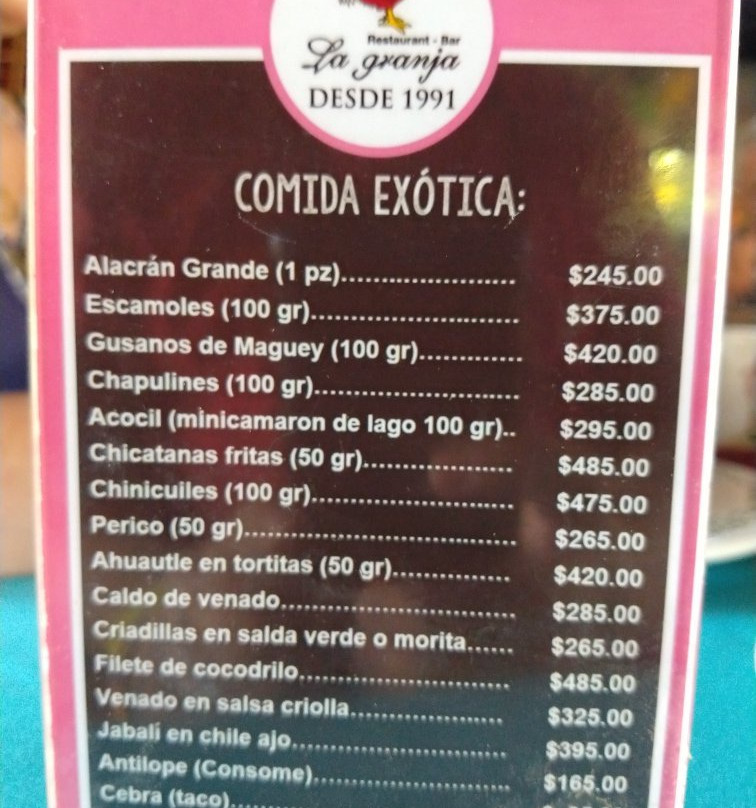 Restaurant - Bar
La granja
DESDE 1991
COMIDA EXÓTICA:
Alacrán Grande (1 pz)........................ $245.00
Escamoles (100 gr)............................. $375.00
Gusanos de Maguey (100 gr)............. $420.00
Chapulines (100 gr)............................ $285.00
Acocil (minicamaron de lago 100 gr).. $295.00
Chicatanas fritas (50 gr)..................... $485.00
Chinicuiles (100 gr)............................ $475.00
Perico (50 gr)...................................... $265.00
Ahuautle en tortitas (50 gr)................ $420.00
Caldo de venado................................. $285.00
Criadillas en salda verde o morita...... $265.00
Filete de cocodrilo.............................. $485.00
Venado en salsa criolla...................... $325.00
Jabalí en chile ajo............................... $395.00
Antilope (Consome)............................ $165.00
Cebra (taco)